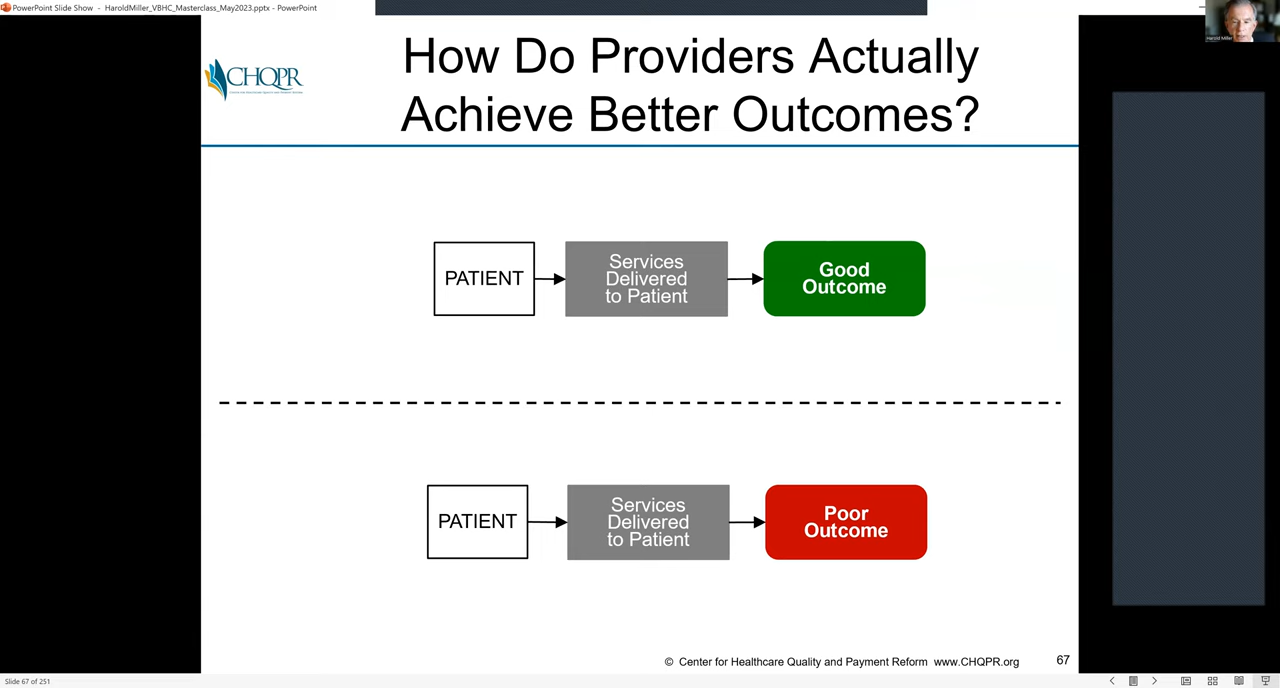 PowerPoint Slide Show - HaroldMiller_VBHC_Masterclass_May2023.pptx - PowerPoint
Harold Miller
CHQPR
How Do Providers Actually
Achieve Better Outcomes?
PATIENT
Services
Delivered
to Patient
Good
Outcome
PATIENT
Services
Delivered
to Patient
Poor
Outcome
© Center for Healthcare Quality and Payment Reform www.CHQPR.org
67
Slide 67 of 251